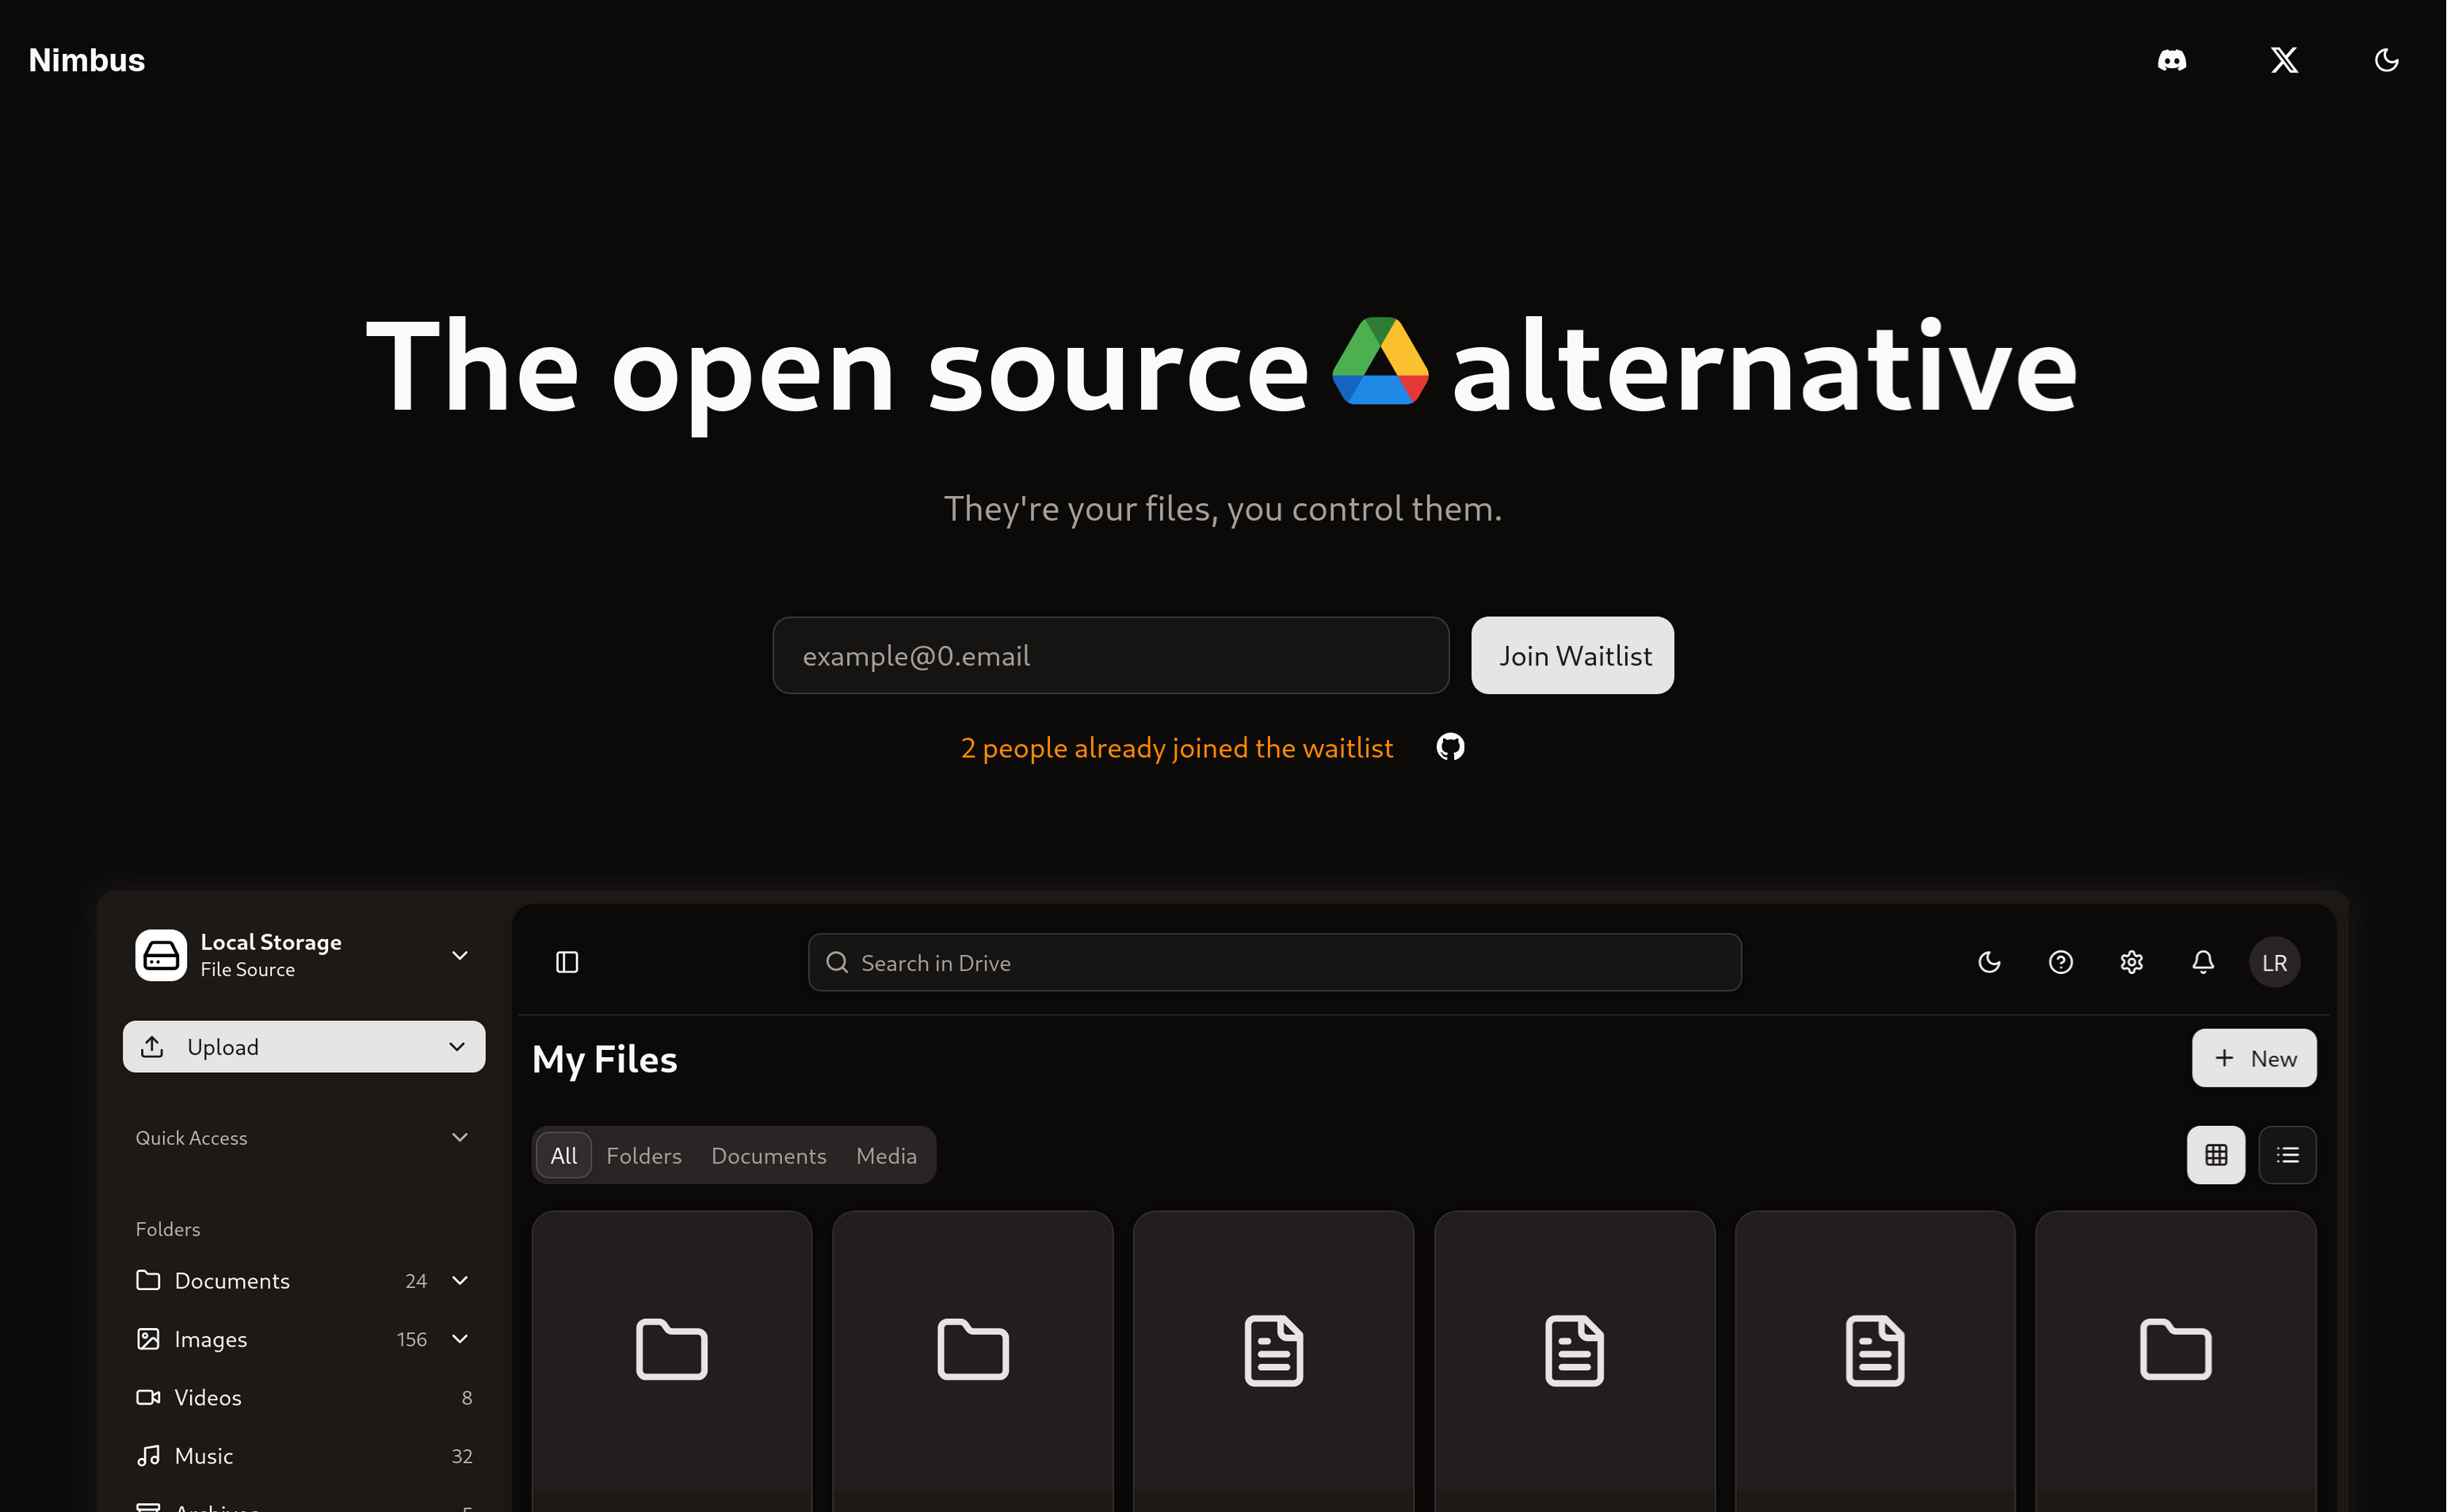 Nimbus
The open source alternative
They're your files, you control them.
example@0.email
Join Waitlist
2 people already joined the waitlist
Local Storage
File Source
Search in Drive
LR
Upload
My Files
New
Quick Access
All Folders Documents Media
Folders
Documents 24
Images 156
Videos 8
Music 32